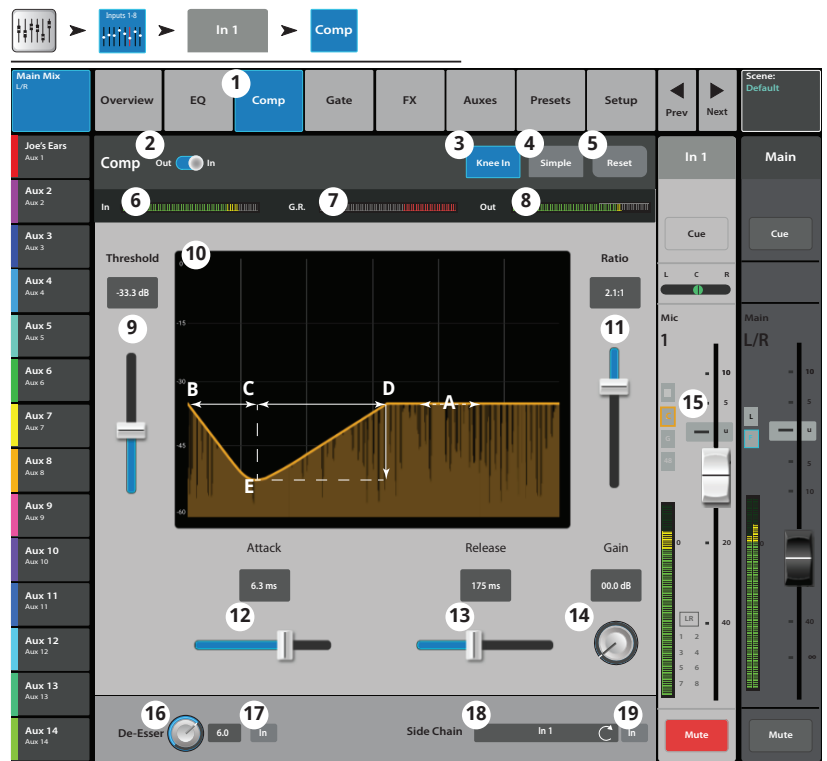 Inputs 1-8
In 1
Comp
Main Mix
L/R
Overview
EQ
1
Comp
Gate
FX
Auxes
Presets
Setup
Prev
Next
Scene:
Default
Joe's Ears
Aux 1
Aux 2
Aux 2
Aux 3
Aux 3
Aux 4
Aux 4
Aux 5
Aux 5
Aux 6
Aux 6
Aux 7
Aux 7
Aux 8
Aux 8
Aux 9
Aux 9
Aux 10
Aux 10
Aux 11
Aux 11
Aux 12
Aux 12
Aux 13
Aux 13
Aux 14
Aux 14
Comp
2
Out
In
3
Knee In
4
Simple
5
Reset
In
6
G.R.
7
Out
8
Threshold
-33.3 dB
9
10
0
-15
-30
-45
-60
B
C
D
A
E
Ratio
2.1:1
11
Attack
6.3 ms
12
Release
175 ms
13
Gain
00.0 dB
14
De-Esser
16
6.0
17
In
Side Chain
18
In 1
19
In
In 1
Cue
L C R
Mic
1
10
5
15
u
0
20
LR
40
1 2
3 4
5 6
7 8
Mute
Main
Cue
Main
L/R
10
5
L
u
5
10
20
40
∞
Mute